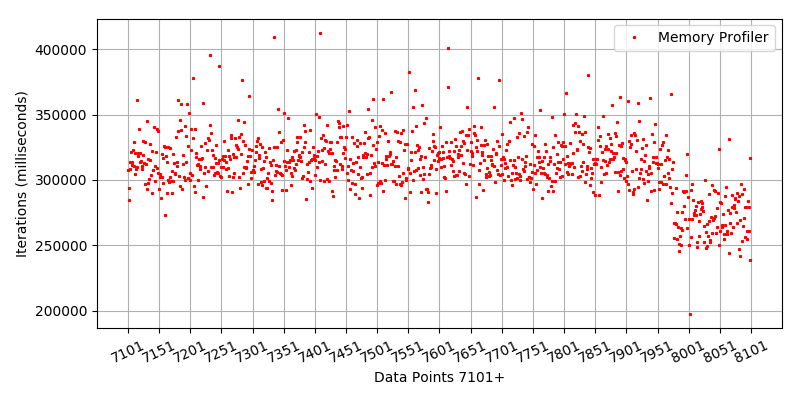 Memory Profiler
Iterations (milliseconds)
400000
350000
300000
250000
200000
7101 7151 7201 7251 7301 7351 7401 7451 7501 7551 7601 7651 7701 7751 7801 7851 7901 7951 8001 8051 8101
Data Points 7101+